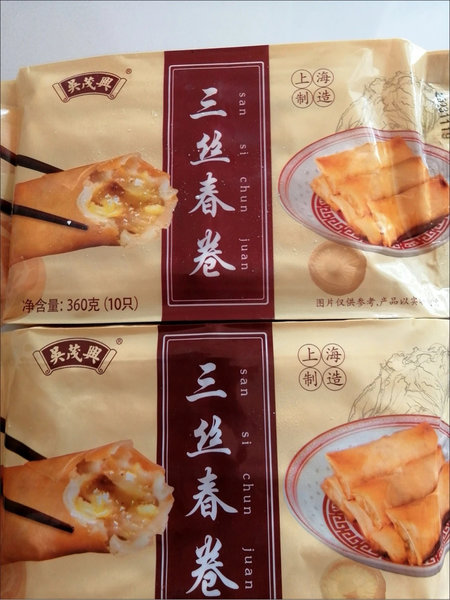 吴茂興®
三丝春卷
san si chun juan
上海
制造
净含量: 360克 (10只)
图片仅供参考,产品以实
吴茂興®
三丝春卷
san si chun juan
上海
制造